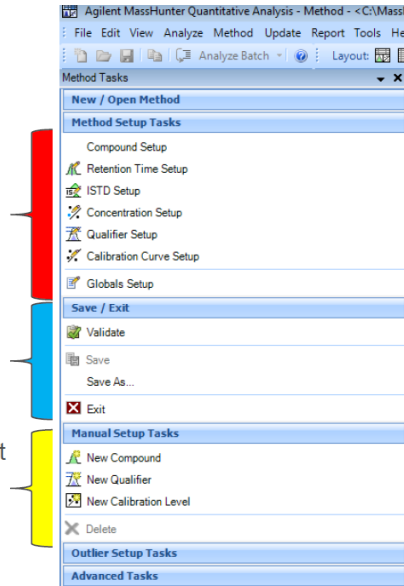 Agilent MassHunter Quantitative Analysis - Method - <C:\Mass
File Edit View Analyze Method Update Report Tools He
Analyze Batch Layout:
Method Tasks
New / Open Method
Method Setup Tasks
Compound Setup
Retention Time Setup
ISTD Setup
Concentration Setup
Qualifier Setup
Calibration Curve Setup
Globals Setup
Save / Exit
Validate
Save
Save As...
Exit
Manual Setup Tasks
t
New Compound
New Qualifier
New Calibration Level
Delete
Outlier Setup Tasks
Advanced Tasks